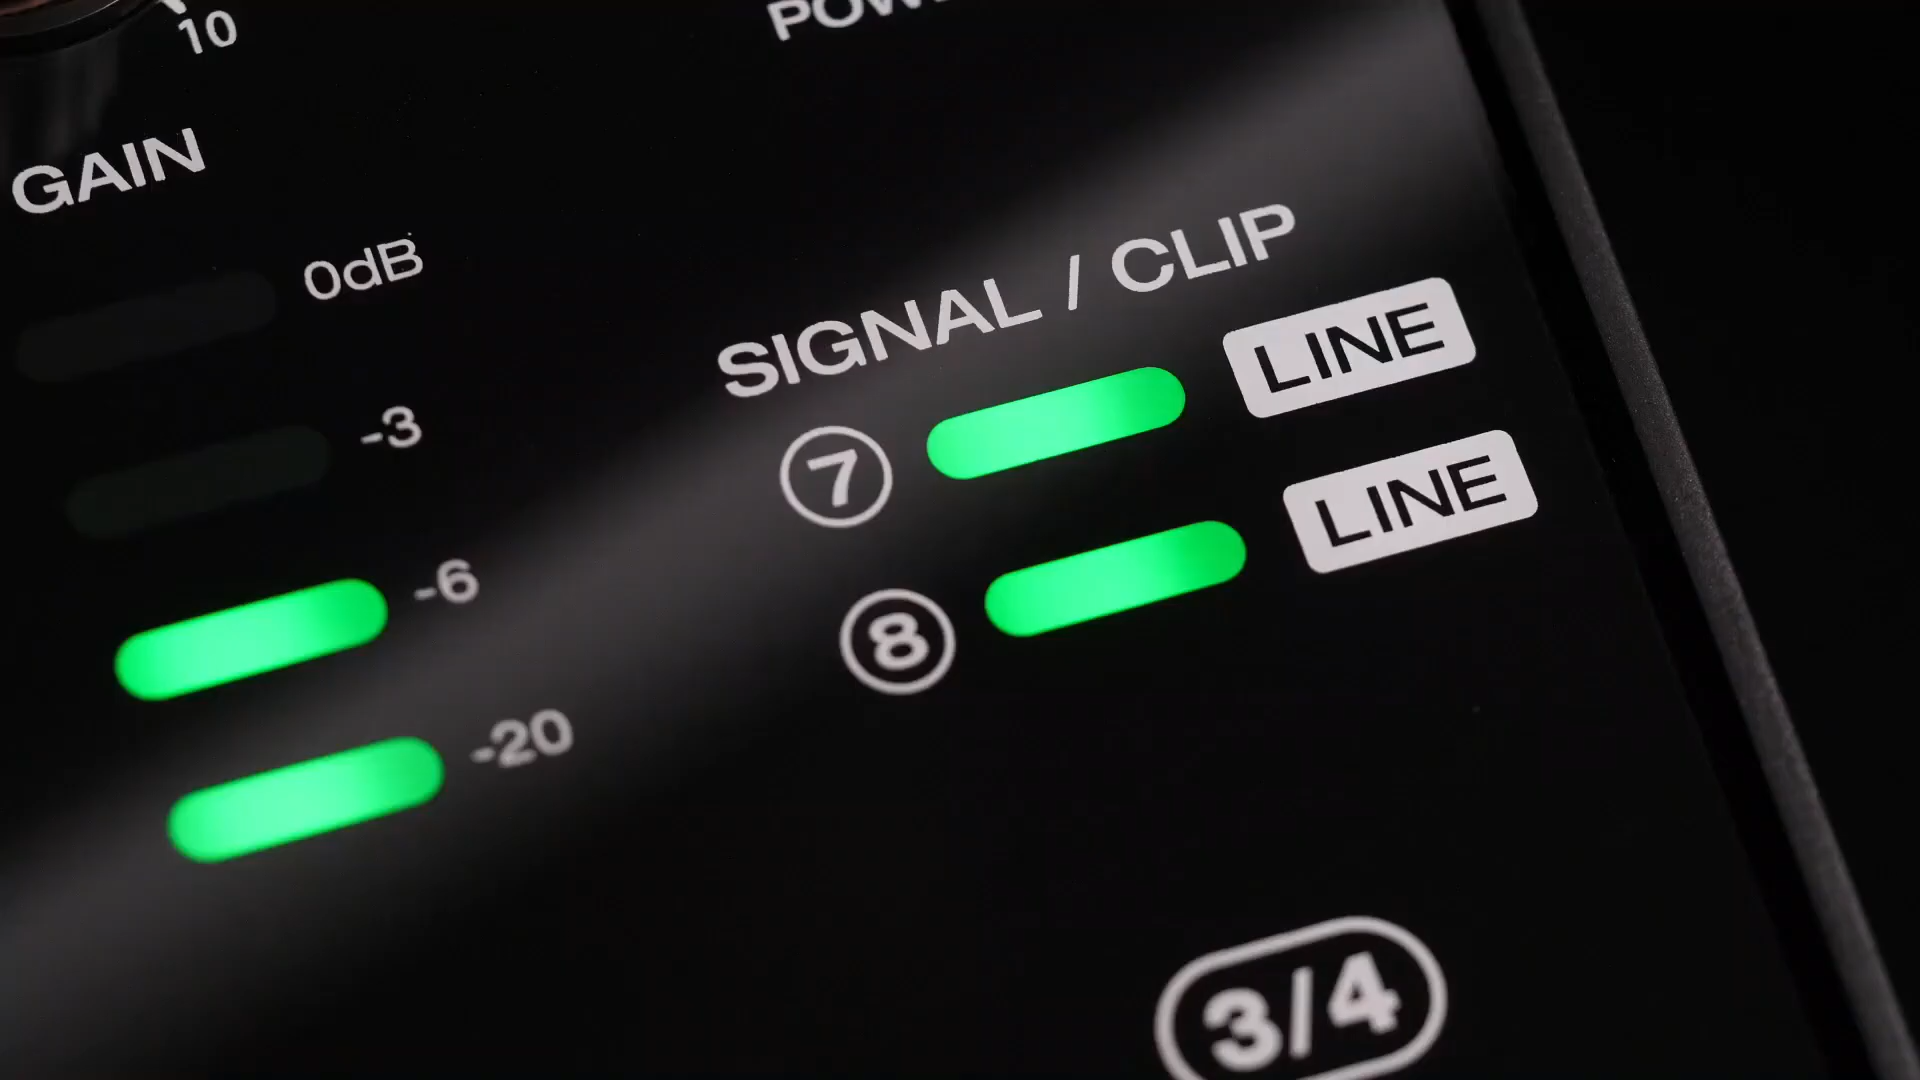 10
GAIN
0dB
-3
-6
-20
SIGNAL / CLIP
7 LINE
8 LINE
3/4